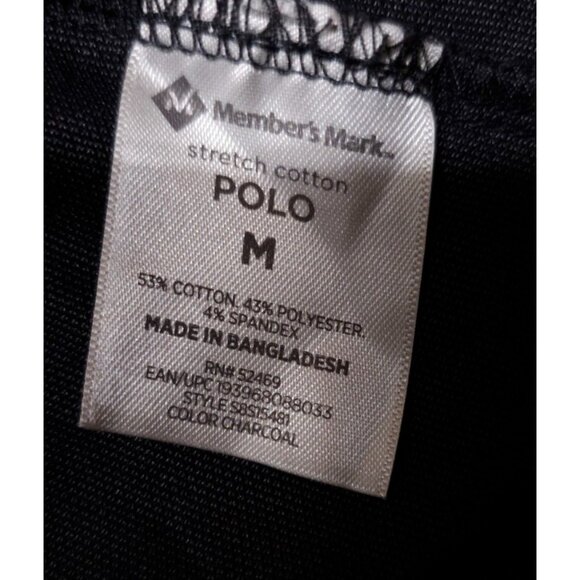 M Member's Mark™
stretch cotton
POLO
M
53% COTTON. 43% POLYESTER.
4% SPANDEX
MADE IN BANGLADESH
RN# 52469
EAN/UPC 193968088033
STYLE S8S15481
COLOR CHARCOAL